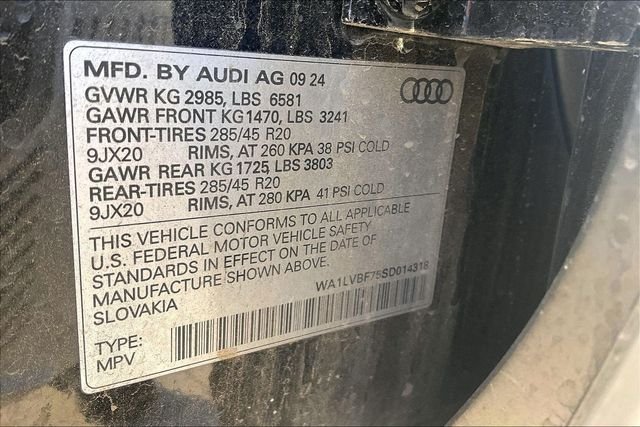 MFD. BY AUDI AG 09 24
GVWR KG 2985, LBS 6581
GAWR FRONT KG 1470, LBS 3241
FRONT-TIRES 285/45 R20
9JX20 RIMS, AT 260 KPA 38 PSI COLD
GAWR REAR KG 1725, LBS 3803
REAR-TIRES 285/45 R20
9JX20 RIMS, AT 280 KPA 41 PSI COLD
THIS VEHICLE CONFORMS TO ALL APPLICABLE
U.S. FEDERAL MOTOR VEHICLE SAFETY
STANDARDS IN EFFECT ON THE DATE OF
MANUFACTURE SHOWN ABOVE.
SLOVAKIA
WA1LVBF75SD014318
TYPE:
MPV